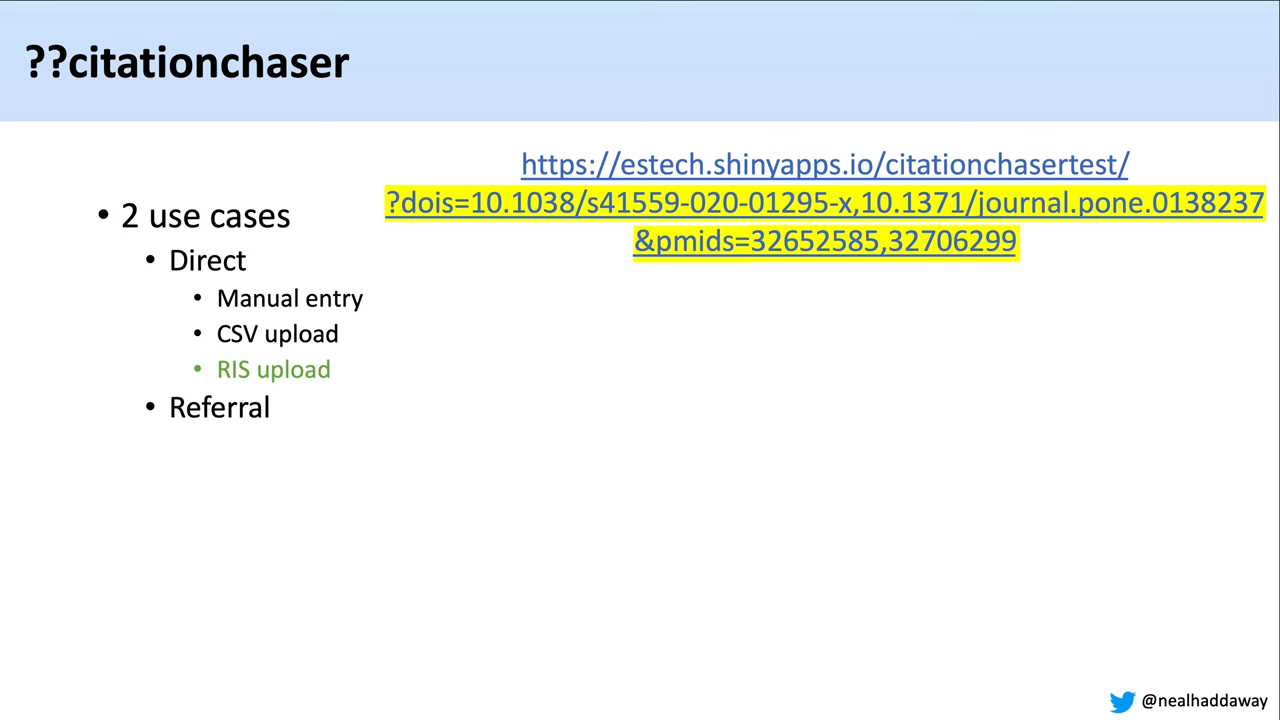 ??citationchaser
https://estech.shinyapps.io/citationchasertest/
?dois=10.1038/s41559-020-01295-x,10.1371/journal.pone.0138237
&pmids=32652585,32706299
• 2 use cases
• Direct
• Manual entry
• CSV upload
• RIS upload
• Referral
@nealhaddaway